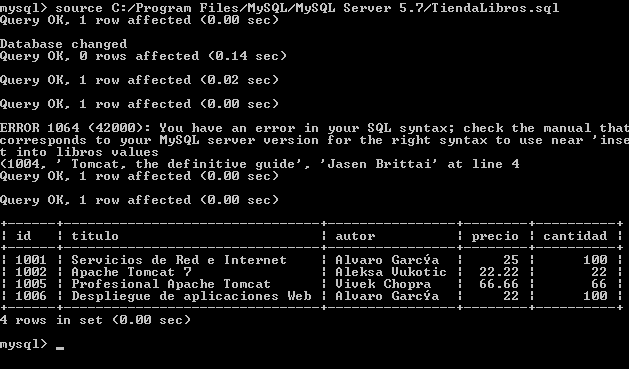 mysql> source C:/Program Files/MySQL/MySQL Server 5.7/TiendaLibros.sql
Query OK, 1 row affected (0.00 sec)
Database changed
Query OK, 0 rows affected (0.14 sec)
Query OK, 1 row affected (0.02 sec)
Query OK, 1 row affected (0.00 sec)
ERROR 1064 (42000): You have an error in your SQL syntax; check the manual that
corresponds to your MySQL server version for the right syntax to use near 'inse
t into libros values
(1004, ' Tomcat, the definitive guide', 'Jasen Brittai' at line 4
Query OK, 1 row affected (0.00 sec)
Query OK, 1 row affected (0.00 sec)
+------+-------------------------------+----------------+--------+----------+
| id | titulo | autor | precio | cantidad |
+------+-------------------------------+----------------+--------+----------+
| 1001 | Servicios de Red e Internet | Alvaro Garcýa | 25 | 100 |
| 1002 | Apache Tomcat 7 | Aleksa Vukotic | 22.22 | 22 |
| 1005 | Profesional Apache Tomcat | Vivek Chopra | 66.66 | 66 |
| 1006 | Despliegue de aplicaciones Web | Alvaro Garcýa | 22 | 100 |
+------+-------------------------------+----------------+--------+----------+
4 rows in set (0.00 sec)
mysql> _